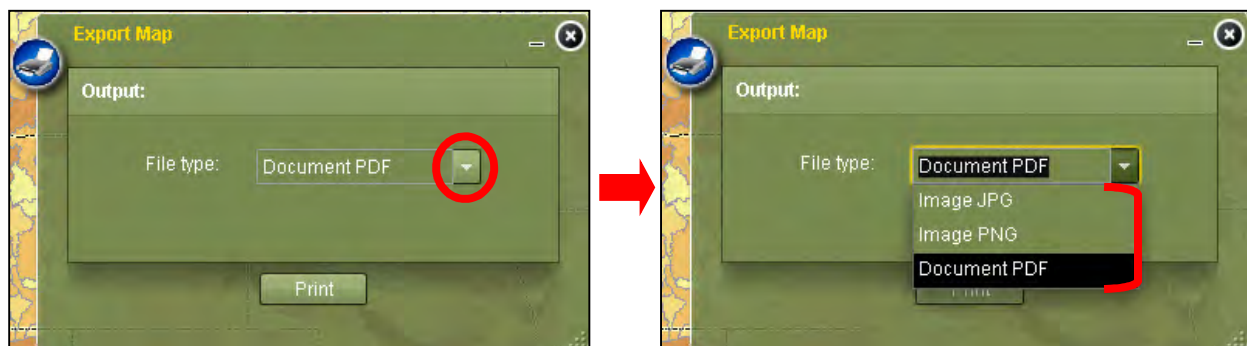 Export Map
Output:
File type: Document PDF
Print
Export Map
Output:
File type: Document PDF
Image JPG
Image PNG
Document PDF
Print